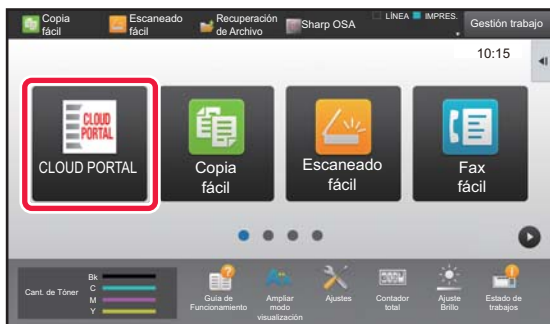 Copia fácil
Escaneado fácil
Recuperación de Archivo
Sharp OSA
LÍNEA
IMPRES.
Gestión trabajo
10:15
CLOUD
PORTAL
CLOUD PORTAL
Copia
fácil
Escaneado
fácil
Fax
fácil
Cant. de Tóner
Bk
C
M
Y
Guía de
Funcionamiento
Ampliar
modo
visualización
Ajustes
Contador
total
Ajuste
Brillo
Estado de
trabajos